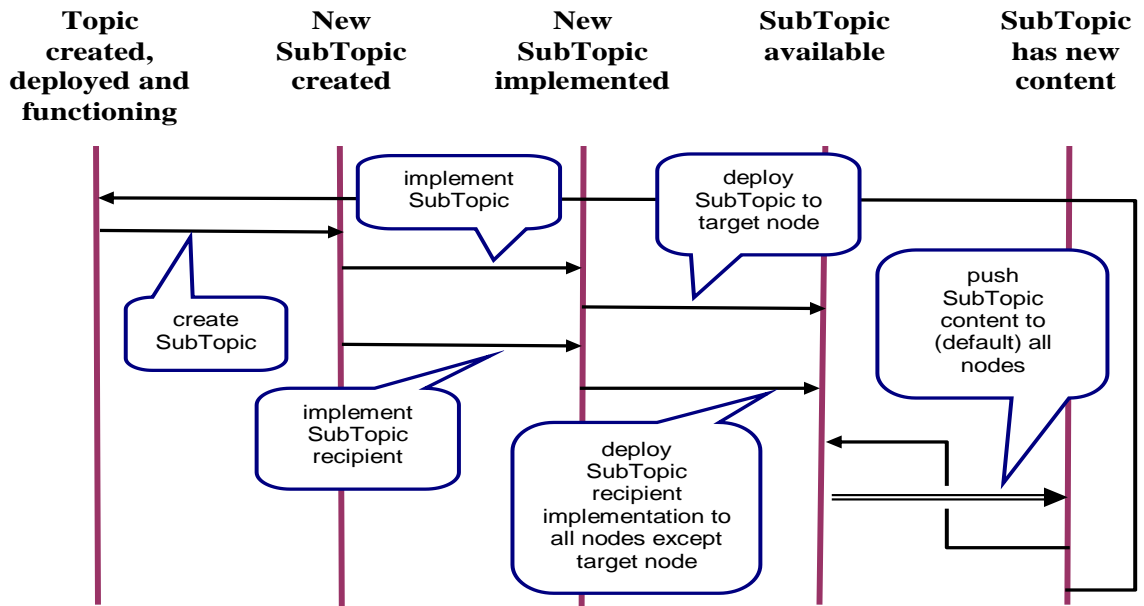 Topic
created,
deployed and
functioning
New
SubTopic
created
New
SubTopic
implemented
SubTopic
available
SubTopic
has new
content
implement
SubTopic
deploy
SubTopic to
target node
create
SubTopic
push
SubTopic
content to
(default) all
nodes
implement
SubTopic
recipient
deploy
SubTopic
recipient
implementation to
all nodes except
target node